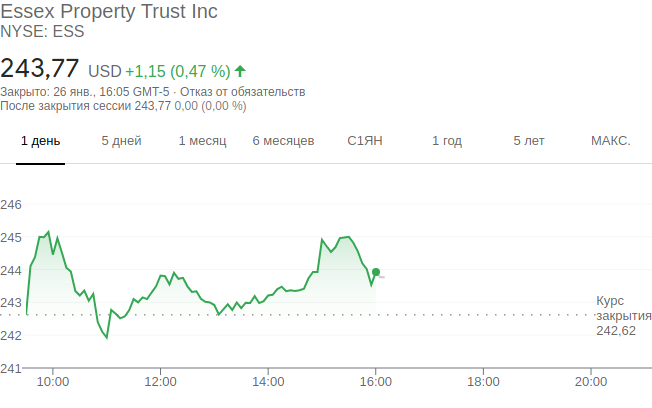 Essex Property Trust Inc
NYSE: ESS
243,77 USD +1,15 (0,47 %)
Закрыто: 26 янв., 16:05 GMT-5 · Отказ от обязательств
После закрытия сессии 243,77 0,00 (0,00 %)
1 день 5 дней 1 месяц 6 месяцев С1ЯН 1 год 5 лет МАКС.
246
245
244
243
242
241
Курс
закрытия
242,62
10:00 12:00 14:00 16:00 18:00 20:00